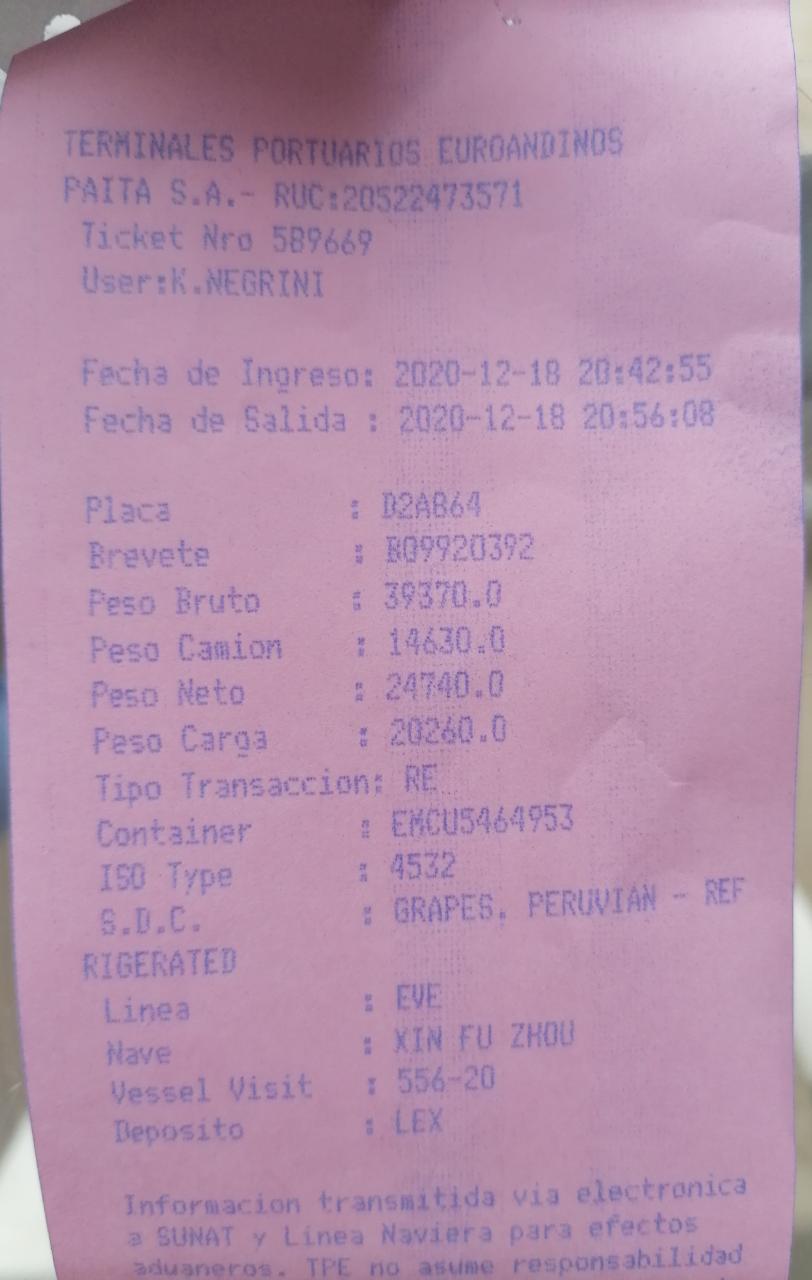 TERMINALES PORTUARIOS EUROANDINOS
PAITA S.A.- RUC:20522473571
Ticket Nro 589669
User:K.NEGRINI
Fecha de Ingreso: 2020-12-18 20:42:55
Fecha de Salida : 2020-12-18 20:56:08
Placa : D2A864
Brevete : B09920392
Peso Bruto : 39370.0
Peso Camion : 14630.0
Peso Neto : 24740.0
Peso Carga : 20260.0
Tipo Transaccion: RE
Container : EMCU5464953
ISO Type : 4532
S.D.C. : GRAPES, PERUVIAN - REF
RIGERATED
Linea : EVE
Nave : XIN FU ZHOU
Vessel Visit : 556-20
Deposito : LEX
Informacion transmitida via electronica
a SUNAT y Linea Naviera para efectos
aduaneros. TPE no asume responsabilidad